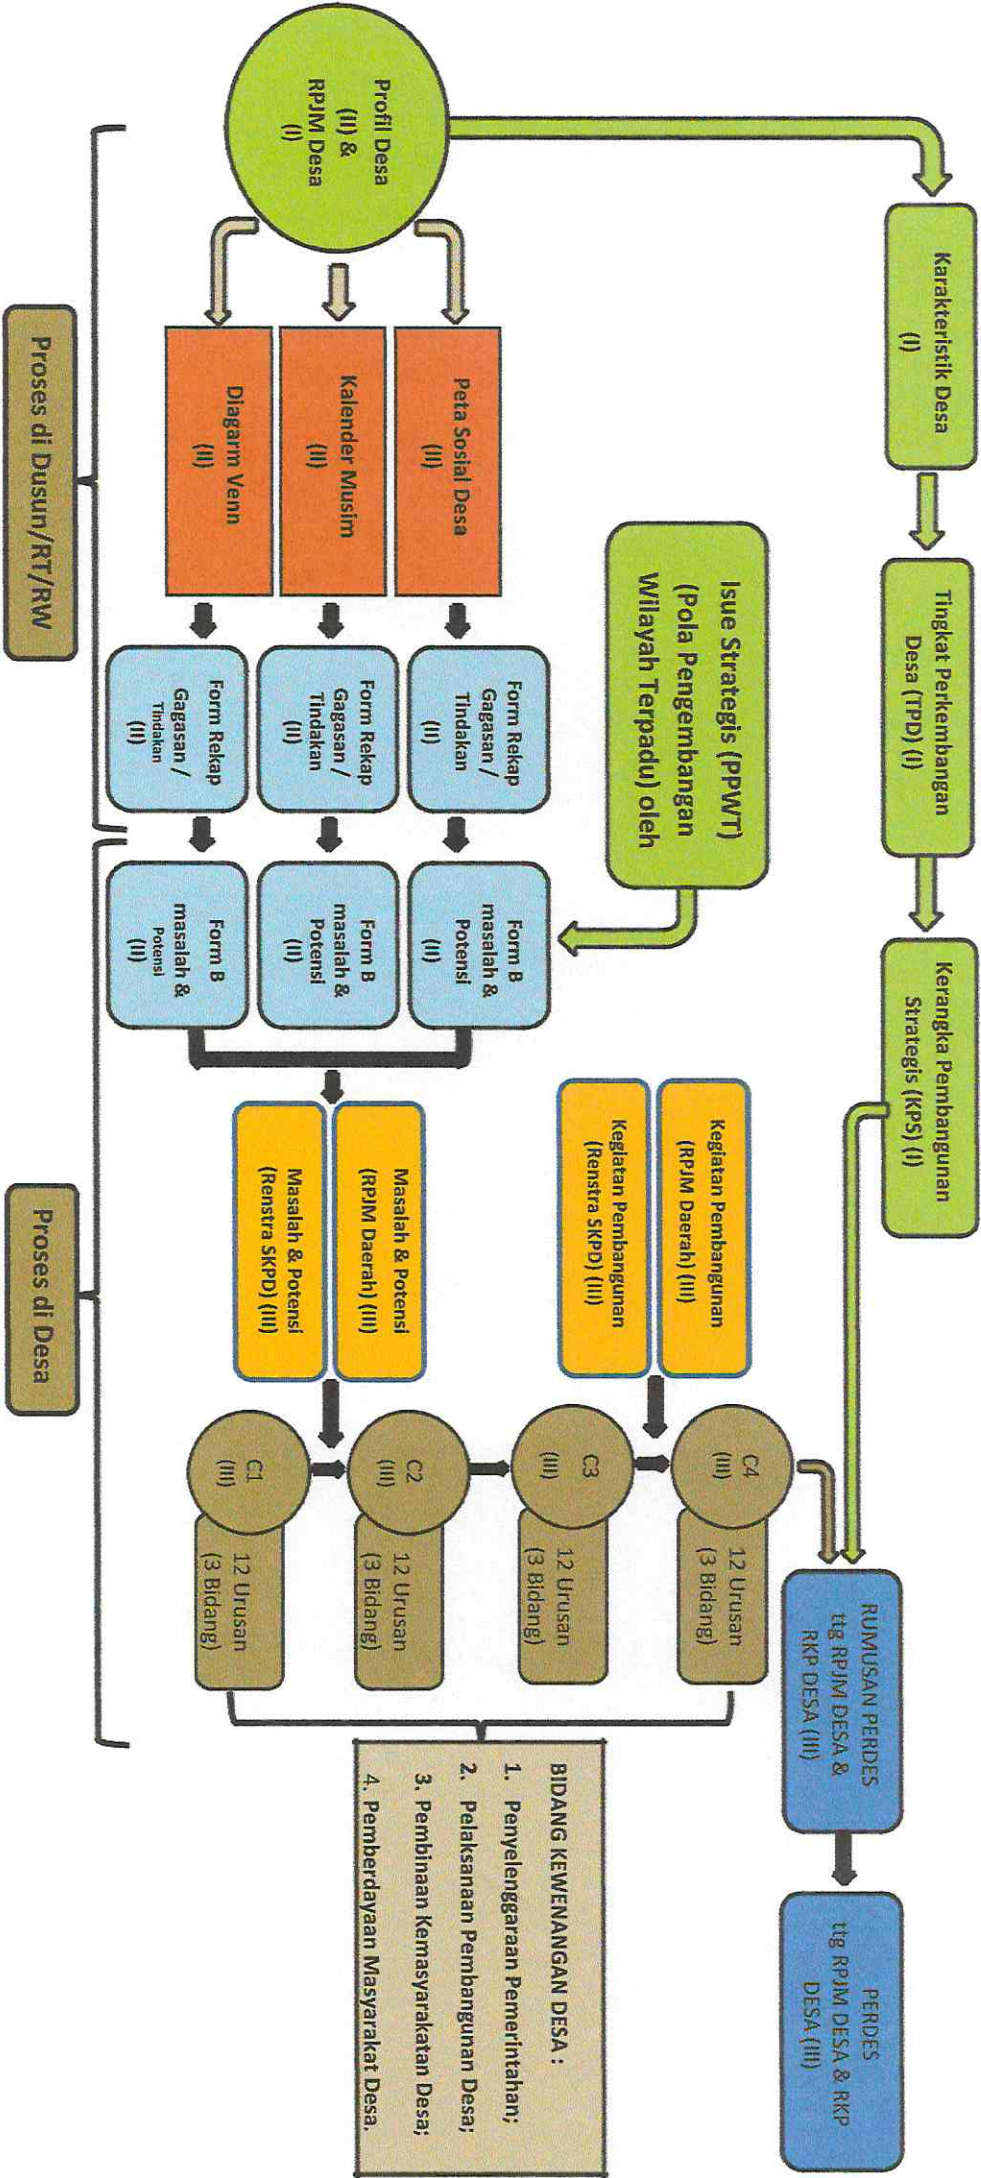 Profil Desa
(II) &
RPJM Desa
(I)
Karakteristik Desa
(I)
Tingkat Perkembangan
Desa (TPD) (I)
Kerangka Pembangunan
Strategis (KPS) (I)
Isue Strategis (PPWT)
(Pola Pengembangan
Wilayah Terpadu) oleh
Peta Sosial Desa
(II)
Kalender Musim
(II)
Diagarm Venn
(II)
Form Rekap
Gagasan /
Tindakan
(II)
Form Rekap
Gagasan /
Tindakan
(II)
Form Rekap
Gagasan /
Tindakan
(II)
Form B
masalah &
Potensi
(II)
Form B
masalah &
Potensi
(II)
Form B
masalah &
Potensi
(II)
Kegiatan Pembangunan
(RPJM Daerah) (III)
Kegiatan Pembangunan
(Renstra SKPD) (III)
Masalah & Potensi
(RPJM Daerah) (III)
Masalah & Potensi
(Renstra SKPD) (III)
C4
(III)
12 Urusan
(3 Bidang)
C3
(III)
12 Urusan
(3 Bidang)
C2
(III)
12 Urusan
(3 Bidang)
C1
(III)
12 Urusan
(3 Bidang)
RUMUSAN PERDES
ttg RPJM DESA &
RKP DESA (III)
PERDES
ttg RPJM DESA & RKP
DESA (III)
BIDANG KEWENANGAN DESA :
1. Penyelenggaraan Pemerintahan;
2. Pelaksanaan Pembangunan Desa;
3. Pembinaan Kemasyarakatan Desa;
4. Pemberdayaan Masyarakat Desa.
Proses di Dusun/RT/RW
Proses di Desa